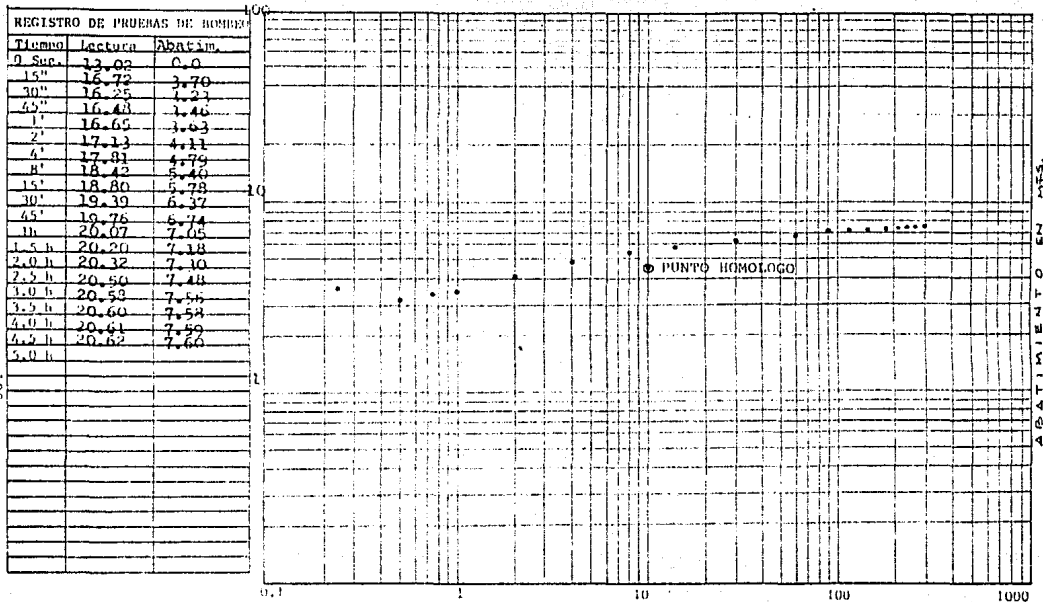 REGISTRO DE PRUEBAS DE BOMBEO
Tiempo Lectura Abatim.
0 Seg. 13.02 0.0
15" 16.72 3.70
30" 16.25 3.23
45" 16.48 3.46
1' 16.65 3.63
2' 17.13 4.11
4' 17.81 4.79
8' 18.42 5.40
15' 18.80 5.78
30' 19.39 6.37
45' 19.76 6.74
1h 20.07 7.05
1.5 h 20.20 7.18
2.0 h 20.32 7.30
2.5 h 20.50 7.48
3.0 h 20.58 7.56
3.5 h 20.60 7.58
4.0 h 20.61 7.59
4.5 h 20.62 7.60
5.0 h
100
10
1
PUNTO HOMOLOGO
ABATIMIENTO EN MTS.
0.1 1 10 100 1000